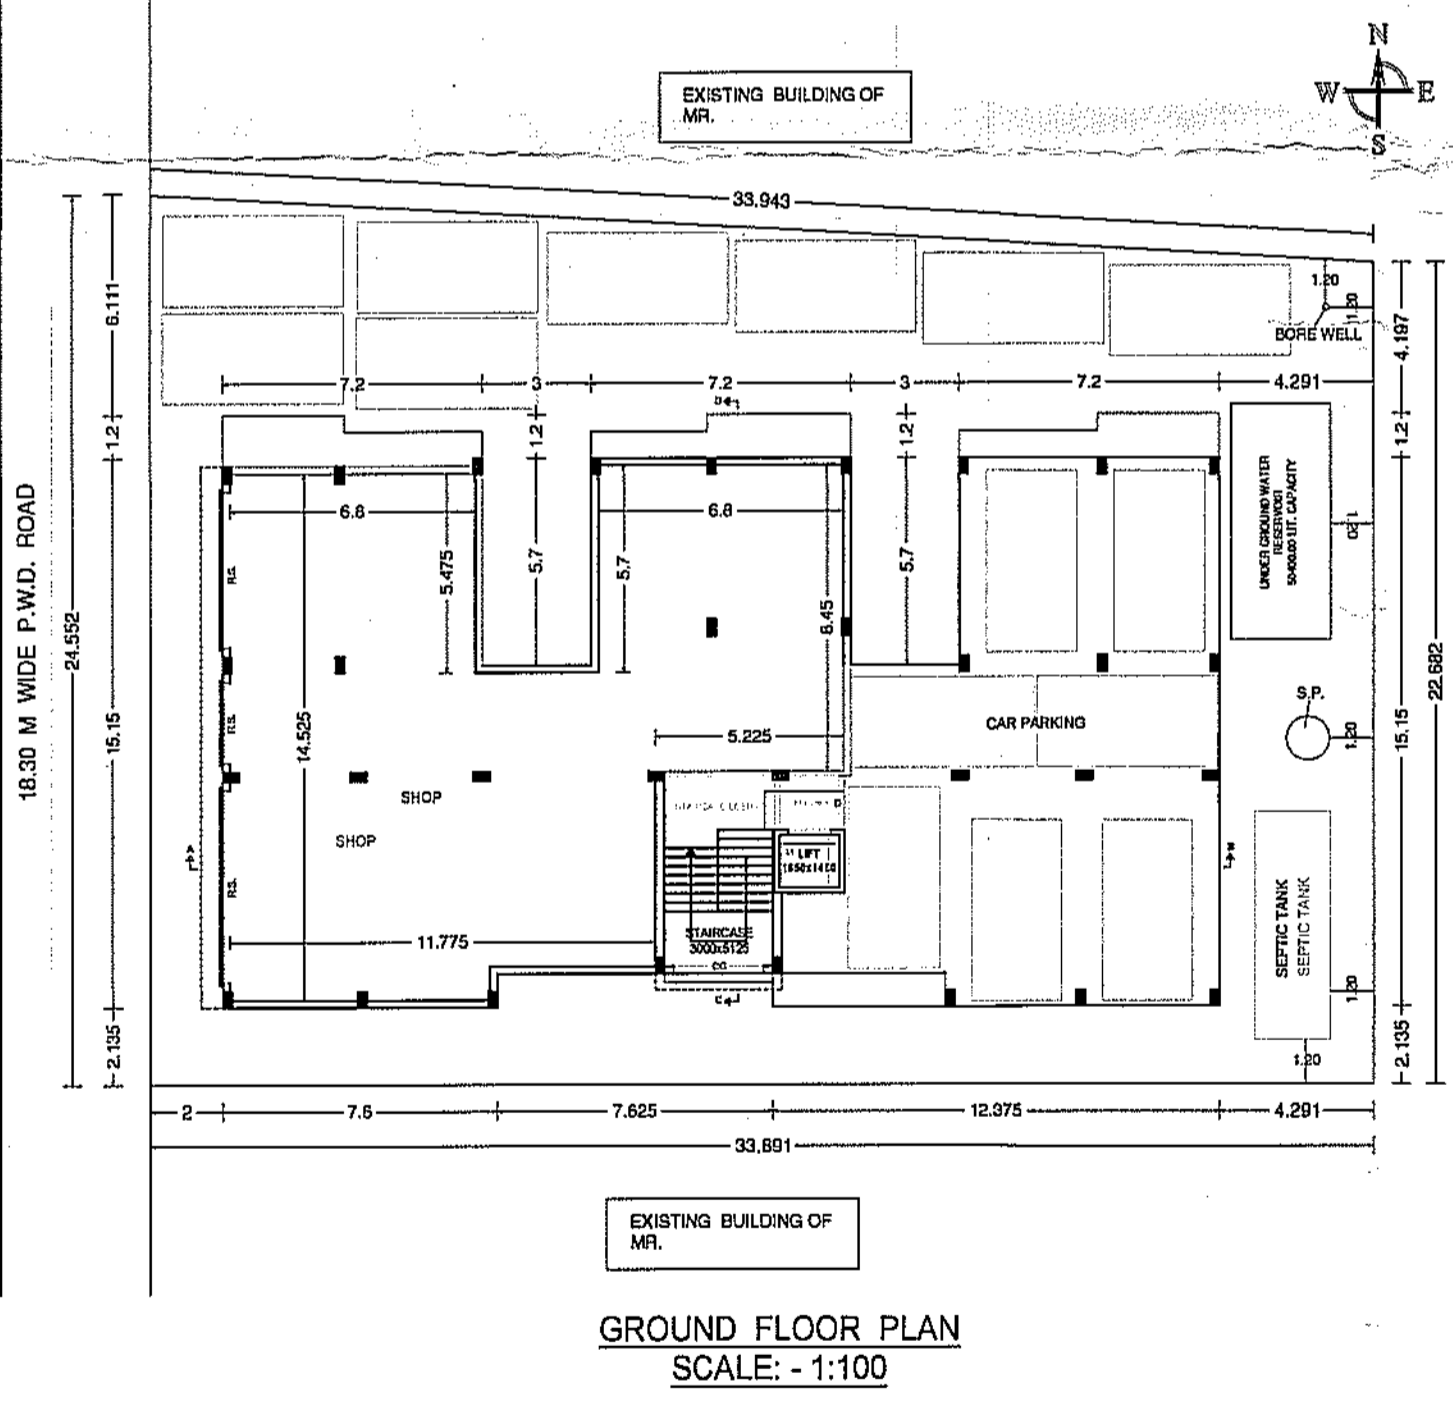 N
W E
S
EXISTING BUILDING OF
MR.
33.943
6.111
1.20
1.20
BORE WELL
4.197
7.2
3
7.2
3
7.2
4.291
1.2
1.2
1.2
1.2
6.8
6.8
5.475
5.7
5.7
8.45
5.7
UNDER GROUND WATER
RESERVOIR
50400.00 LIT. CAPACITY
1.20
18.30 M WIDE P.W.D. ROAD
24.552
15.15
R.S.
R.S.
R.S.
14.525
5.225
CAR PARKING
S.P.
1.20
15.15
22.682
SHOP
SHOP
LIFT
STAIRCASE
3000x5125
11.775
SEPTIC TANK
SEPTIC TANK
1.20
1.20
2.135
2.135
2
7.6
7.625
12.375
4.291
33.891
EXISTING BUILDING OF
MR.
GROUND FLOOR PLAN
SCALE: - 1:100